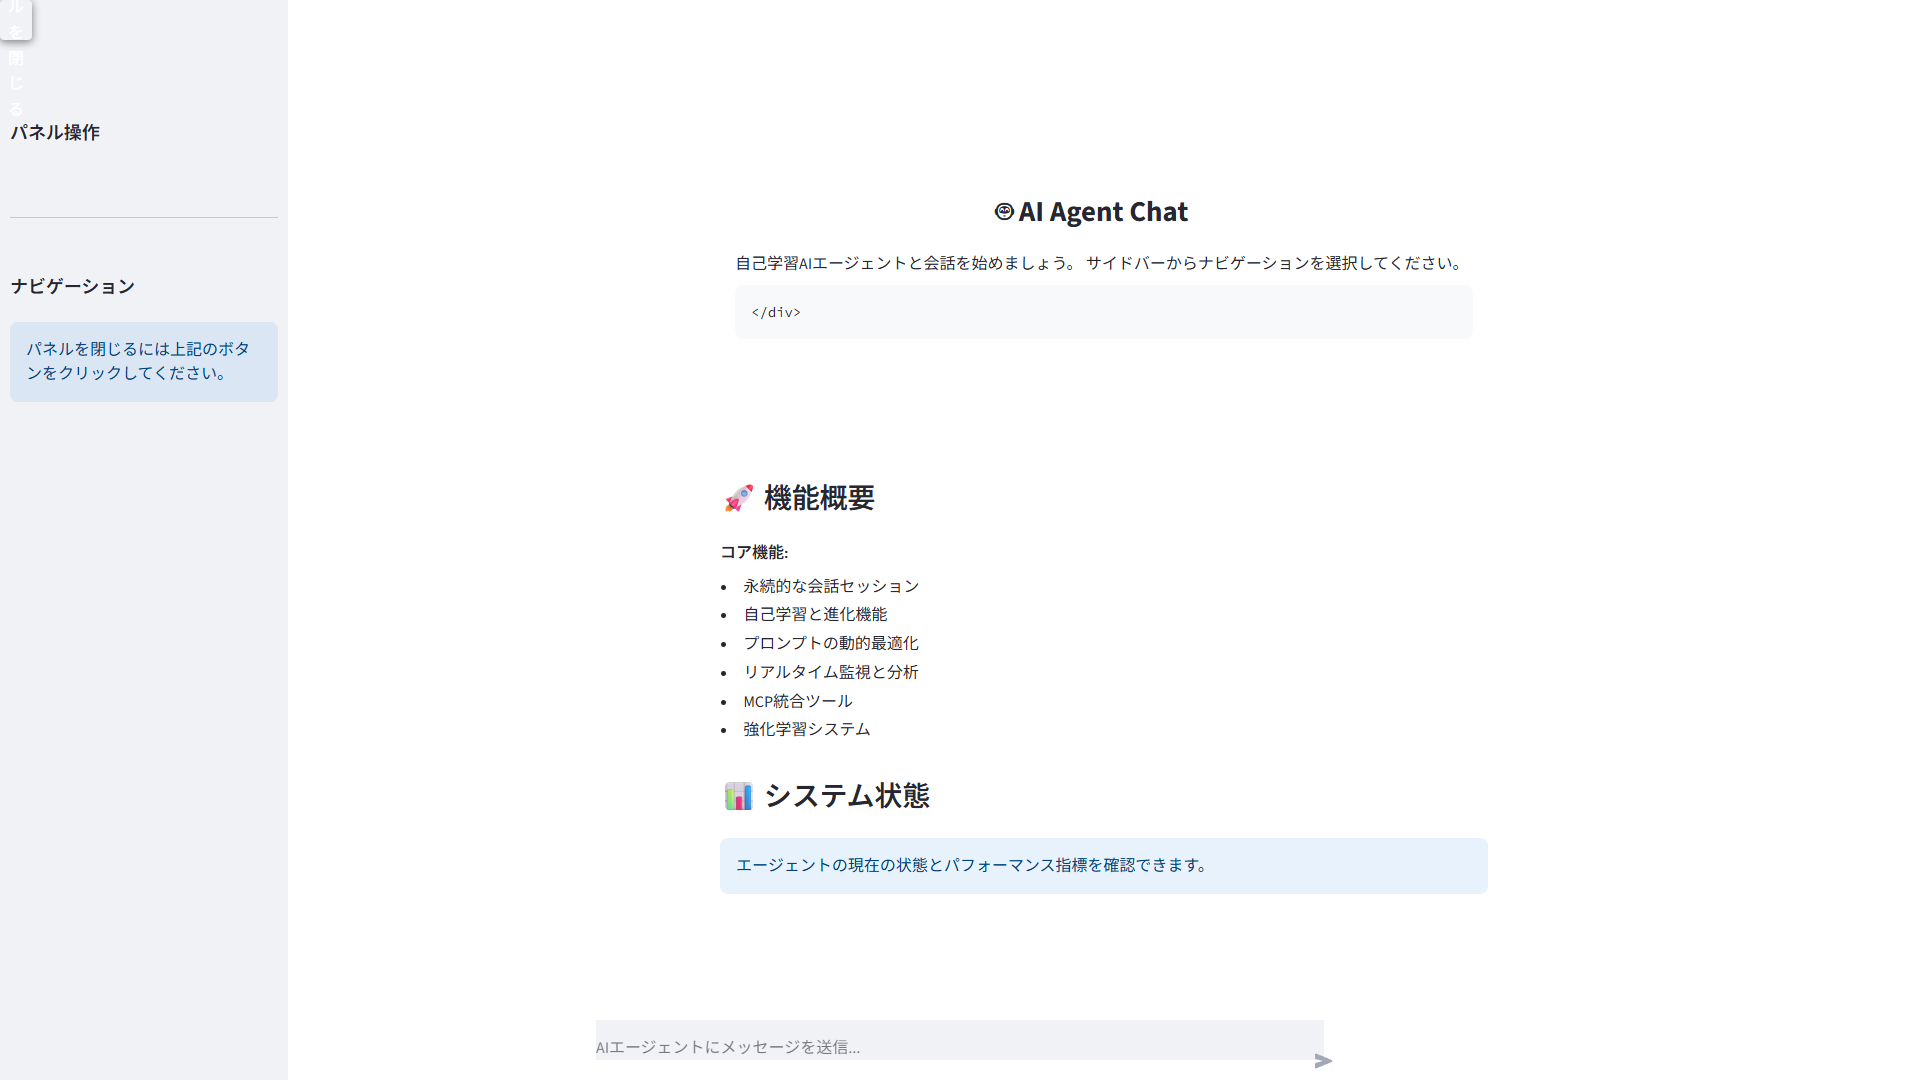 ルを閉じる
パネル操作
ナビゲーション
パネルを閉じるには上記のボタ
ンをクリックしてください。
AI Agent Chat
自己学習AIエージェントと会話を始めましょう。 サイドバーからナビゲーションを選択してください。
</div>
🚀 機能概要
コア機能:
• 永続的な会話セッション
• 自己学習と進化機能
• プロンプトの動的最適化
• リアルタイム監視と分析
• MCP統合ツール
• 強化学習システム
📊 システム状態
エージェントの現在の状態とパフォーマンス指標を確認できます。
AIエージェントにメッセージを送信...